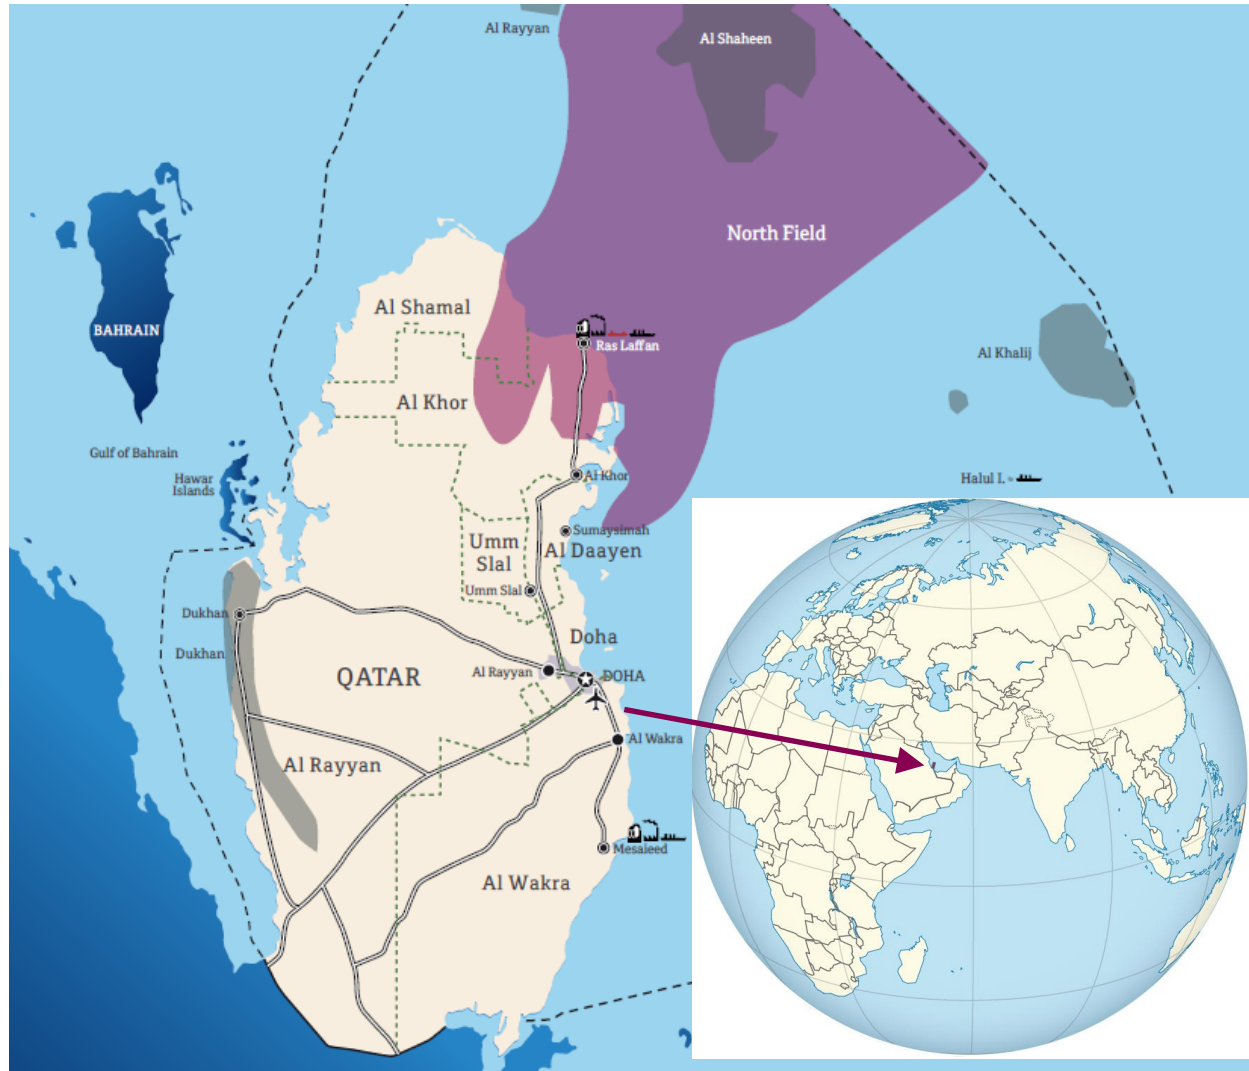 Al Rayyan
Al Shaheen
North Field
Al Shamal
BAHRAIN
Ras Laffan
Al Khalij
Al Khor
Gulf of Bahrain
Hawar
Islands
Al Khor
Halul I.
Sumaysimah
Umm
Slal
Al Daayen
Umm Slal
Dukhan
Doha
Dukhan
QATAR
Al Rayyan
DOHA
Al Wakra
Al Rayyan
Mesaieed
Al Wakra